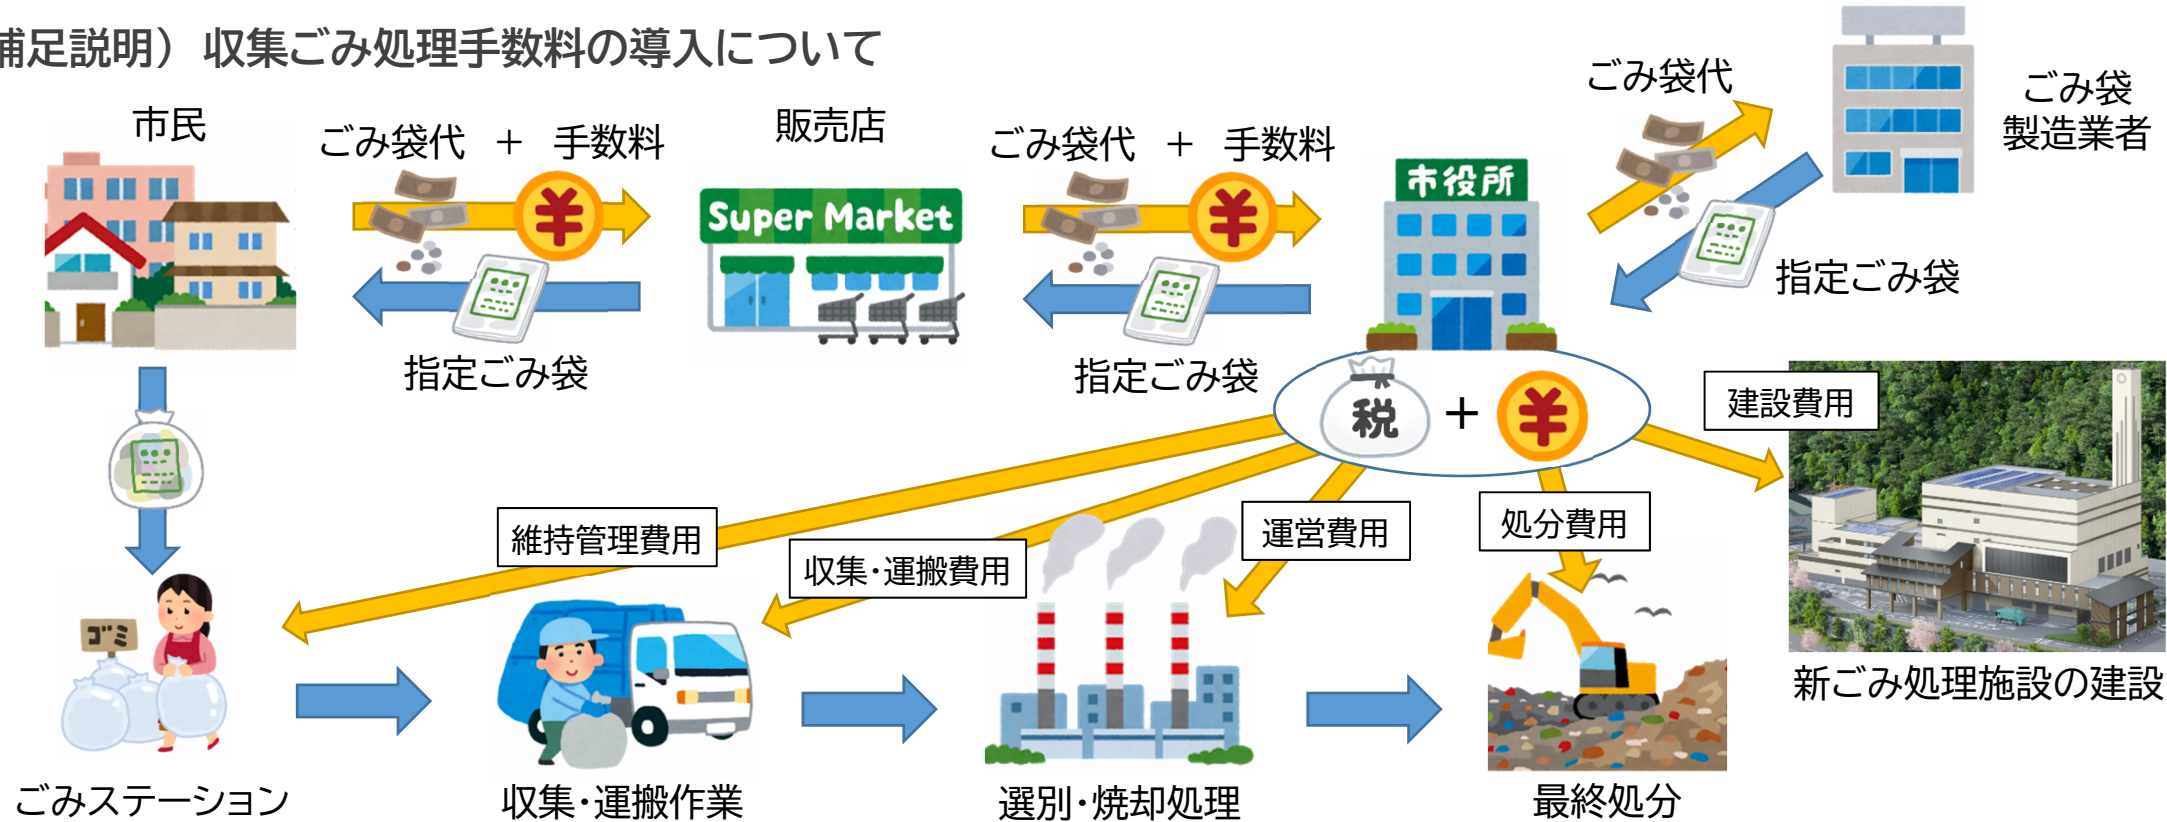 補足説明）収集ごみ処理手数料の導入について
市民
ごみ袋代 ＋ 手数料
販売店
ごみ袋代 ＋ 手数料
ごみ袋代
ごみ袋
製造業者
市役所
Super Market
¥
¥
指定ごみ袋
指定ごみ袋
指定ごみ袋
税 + ¥
建設費用
維持管理費用
収集・運搬費用
運営費用
処分費用
ゴミ
新ごみ処理施設の建設
ごみステーション
収集・運搬作業
選別・焼却処理
最終処分